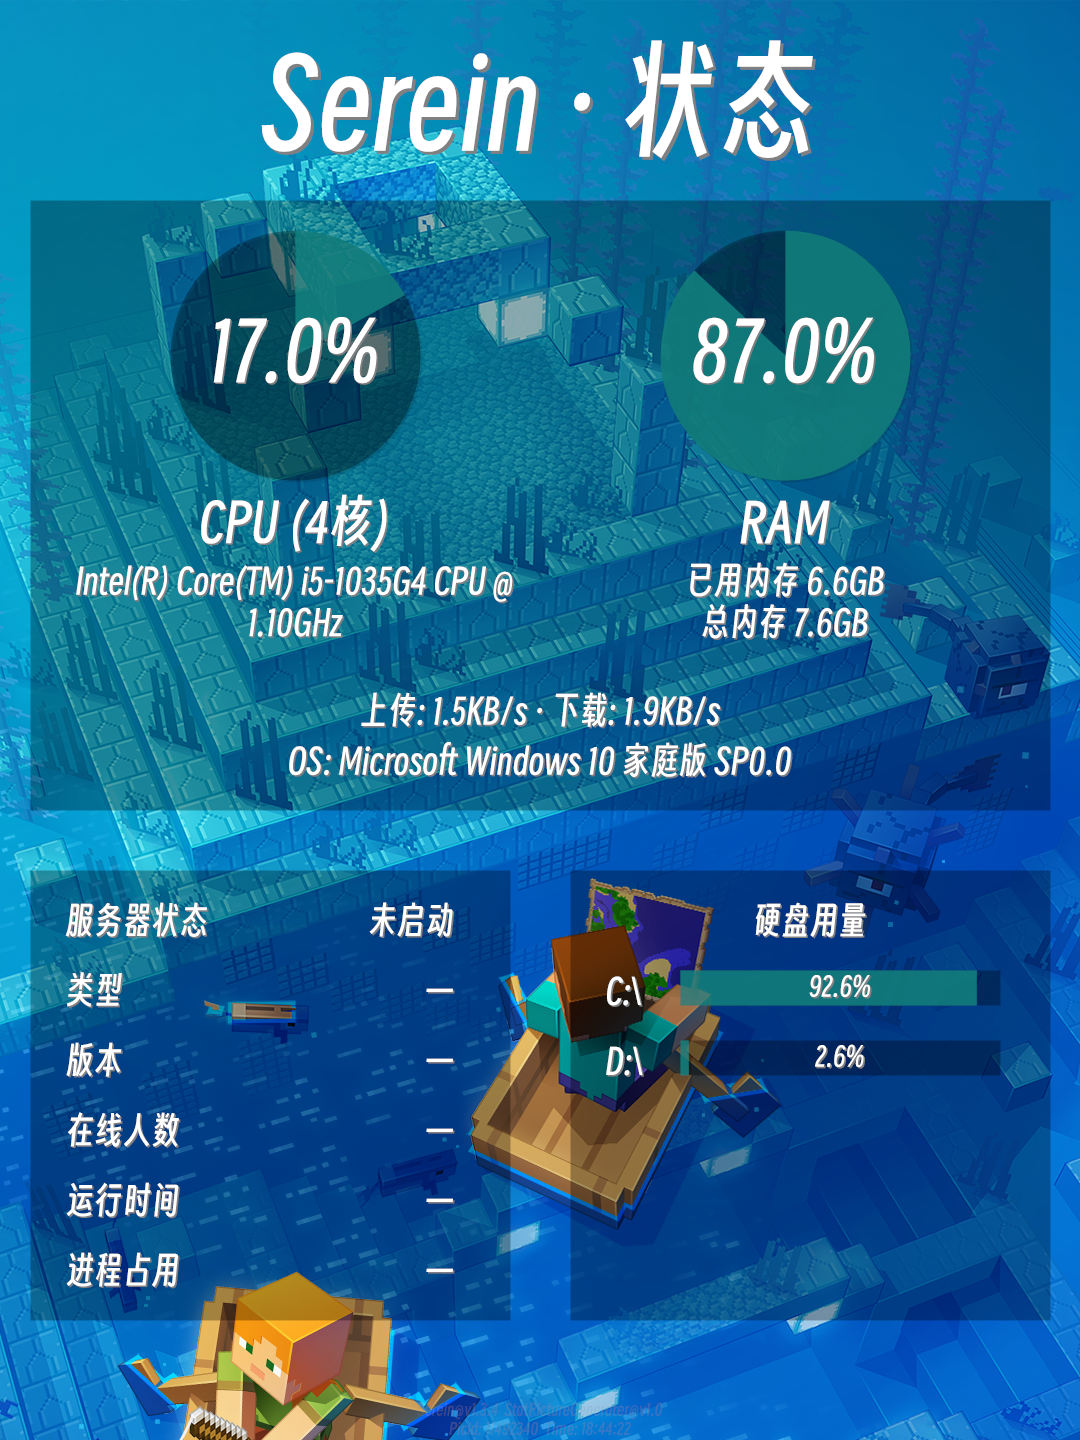 Serein · 状态
17.0%
87.0%
CPU (4核)
Intel(R) Core(TM) i5-1035G4 CPU @
1.10GHz
RAM
已用内存 6.6GB
总内存 7.6GB
上传: 1.5KB/s · 下载: 1.9KB/s
OS: Microsoft Windows 10 家庭版 SP0.0
服务器状态 未启动
类型 —
版本 —
在线人数 —
运行时间 —
进程占用 —
硬盘用量
C:\ 92.6%
D:\ 2.6%